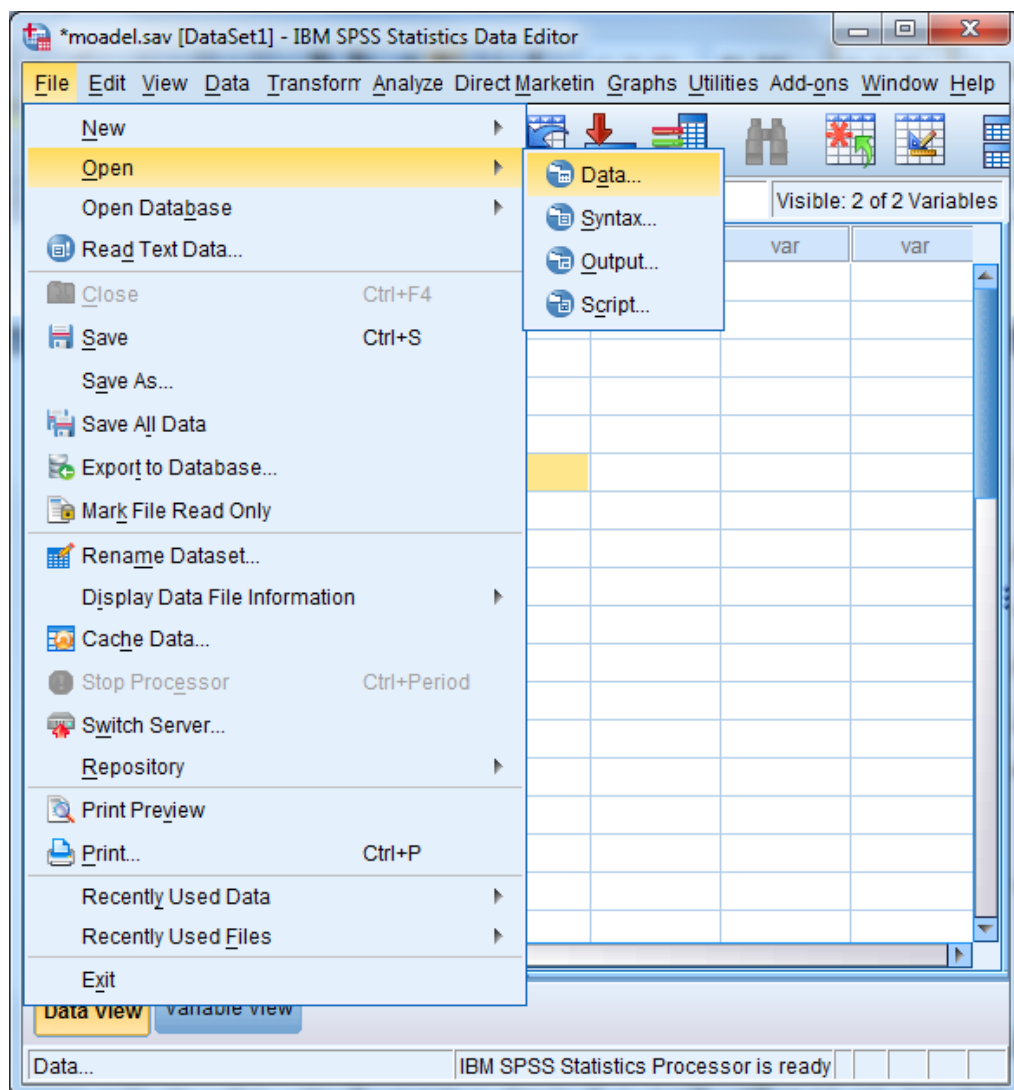 *moadel.sav [DataSet1] - IBM SPSS Statistics Data Editor
File Edit View Data Transform Analyze Direct Marketin Graphs Utilities Add-ons Window Help
New
Open
Open Database
Read Text Data...
Close Ctrl+F4
Save Ctrl+S
Save As...
Save All Data
Export to Database...
Mark File Read Only
Rename Dataset...
Display Data File Information
Cache Data...
Stop Processor Ctrl+Period
Switch Server...
Repository
Print Preview
Print... Ctrl+P
Recently Used Data
Recently Used Files
Exit
Data...
Syntax...
Output...
Script...
Visible: 2 of 2 Variables
var var
Data View Variable View
Data... IBM SPSS Statistics Processor is ready